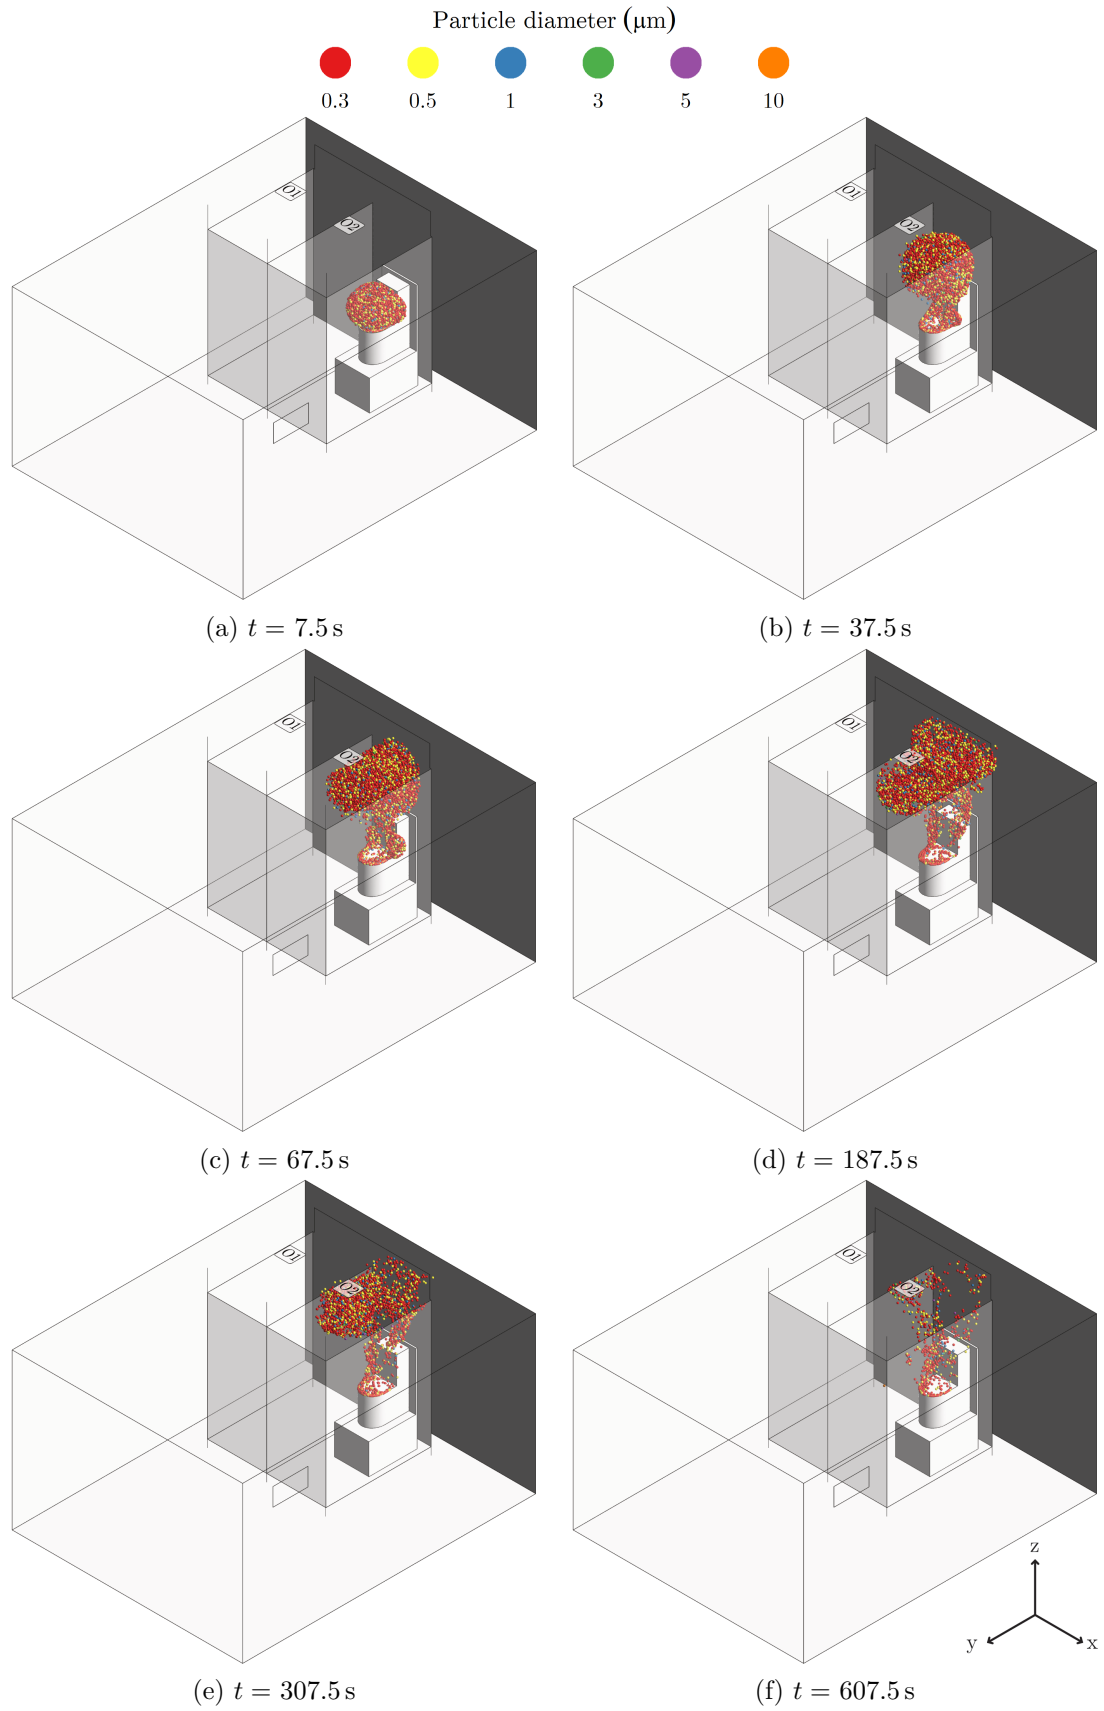 Particle diameter (μm)
0.3 0.5 1 3 5 10
O1
O2
O1
O2
(a) t = 7.5 s
(b) t = 37.5 s
O1
O2
O1
O2
(c) t = 67.5 s
(d) t = 187.5 s
O1
O2
O1
O2
z
y
x
(e) t = 307.5 s
(f) t = 607.5 s